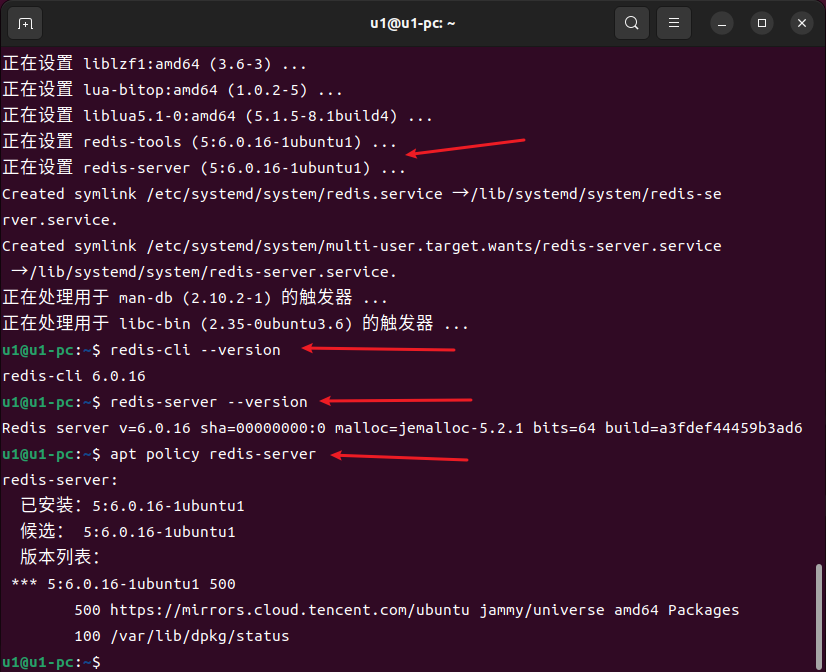 u1@u1-pc: ~
正在设置 liblzf1:amd64 (3.6-3) ...
正在设置 lua-bitop:amd64 (1.0.2-5) ...
正在设置 liblua5.1-0:amd64 (5.1.5-8.1build4) ...
正在设置 redis-tools (5:6.0.16-1ubuntu1) ...
正在设置 redis-server (5:6.0.16-1ubuntu1) ...
Created symlink /etc/systemd/system/redis.service → /lib/systemd/system/redis-se
rver.service.
Created symlink /etc/systemd/system/multi-user.target.wants/redis-server.service
→ /lib/systemd/system/redis-server.service.
正在处理用于 man-db (2.10.2-1) 的触发器 ...
正在处理用于 libc-bin (2.35-0ubuntu3.6) 的触发器 ...
u1@u1-pc:~$ redis-cli --version
redis-cli 6.0.16
u1@u1-pc:~$ redis-server --version
Redis server v=6.0.16 sha=00000000:0 malloc=jemalloc-5.2.1 bits=64 build=a3fdef44459b3ad6
u1@u1-pc:~$ apt policy redis-server
redis-server:
已安装：5:6.0.16-1ubuntu1
候选： 5:6.0.16-1ubuntu1
版本列表：
*** 5:6.0.16-1ubuntu1 500
500 https://mirrors.cloud.tencent.com/ubuntu jammy/universe amd64 Packages
100 /var/lib/dpkg/status
u1@u1-pc:~$